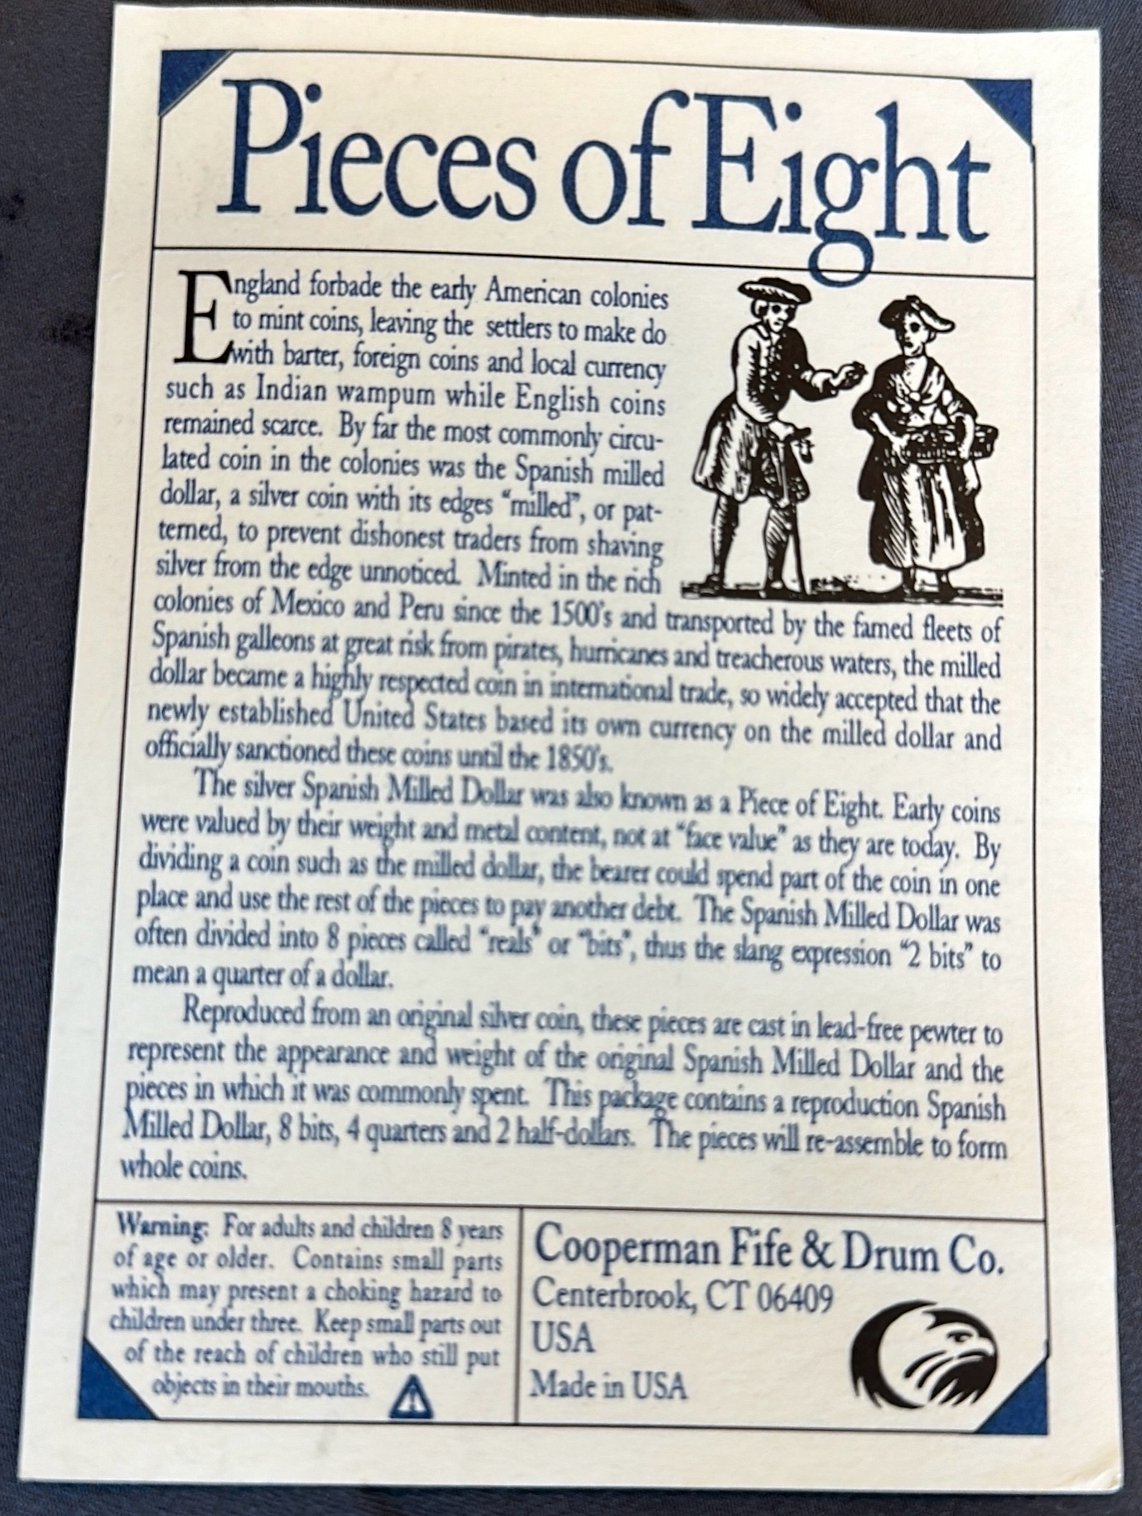 Pieces of Eight
England forbade the early American colonies
to mint coins, leaving the settlers to make do
with barter, foreign coins and local currency
such as Indian wampum while English coins
remained scarce. By far the most commonly circu-
lated coin in the colonies was the Spanish milled
dollar, a silver coin with its edges "milled", or pat-
terned, to prevent dishonest traders from shaving
silver from the edge unnoticed. Minted in the rich
colonies of Mexico and Peru since the 1500's and transported by the famed fleets of
Spanish galleons at great risk from pirates, hurricanes and treacherous waters, the milled
dollar became a highly respected coin in international trade, so widely accepted that the
newly established United States based its own currency on the milled dollar and
officially sanctioned these coins until the 1850's.
The silver Spanish Milled Dollar was also known as a Piece of Eight. Early coins
were valued by their weight and metal content, not at "face value" as they are today. By
dividing a coin such as the milled dollar, the bearer could spend part of the coin in one
place and use the rest of the pieces to pay another debt. The Spanish Milled Dollar was
often divided into 8 pieces called "reals" or "bits", thus the slang expression "2 bits" to
mean a quarter of a dollar.
Reproduced from an original silver coin, these pieces are cast in lead-free pewter to
represent the appearance and weight of the original Spanish Milled Dollar and the
pieces in which it was commonly spent. This package contains a reproduction Spanish
Milled Dollar, 8 bits, 4 quarters and 2 half-dollars. The pieces will re-assemble to form
whole coins.
Warning: For adults and children 8 years
of age or older. Contains small parts
which may present a choking hazard to
children under three. Keep small parts out
of the reach of children who still put
objects in their mouths.
Cooperman Fife & Drum Co.
Centerbrook, CT 06409
USA
Made in USA